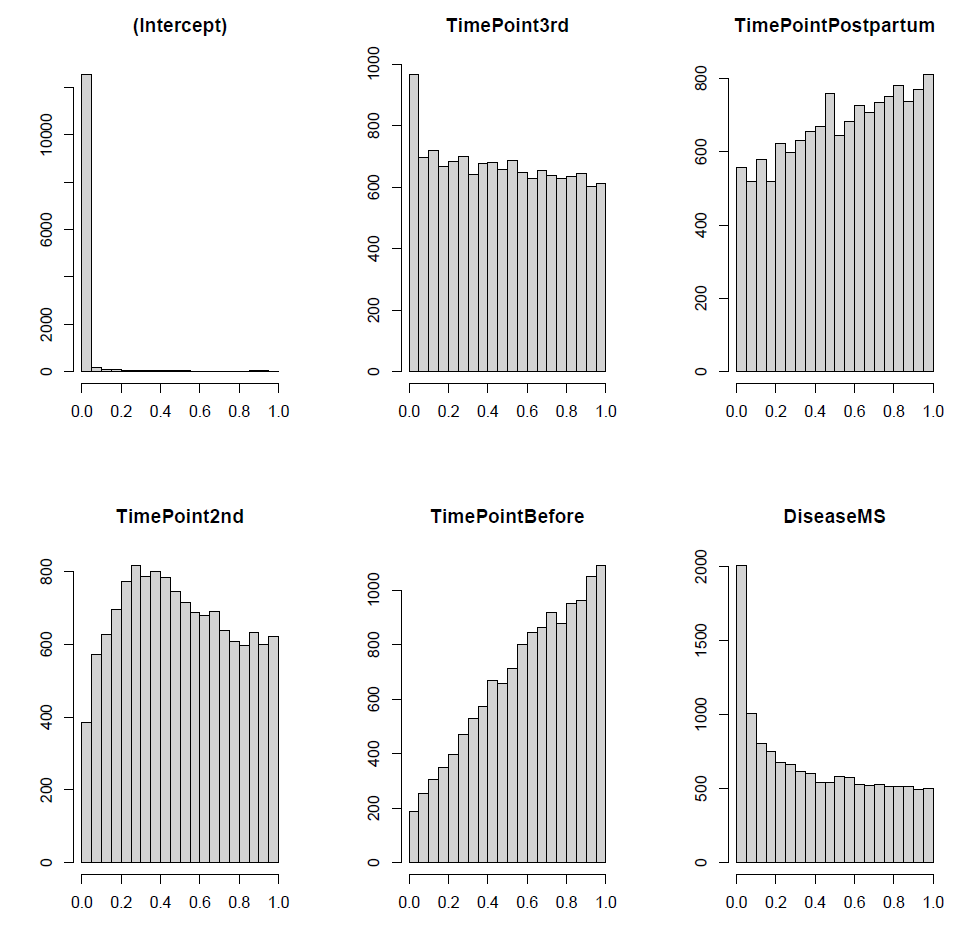 (Intercept)
0 2000 6000 10000
0.0 0.2 0.4 0.6 0.8 1.0
TimePoint3rd
0 200 400 600 800 1000
0.0 0.2 0.4 0.6 0.8 1.0
TimePointPostpartum
0 200 400 600 800
0.0 0.2 0.4 0.6 0.8 1.0
TimePoint2nd
0 200 400 600 800
0.0 0.2 0.4 0.6 0.8 1.0
TimePointBefore
0 200 400 600 800 1000
0.0 0.2 0.4 0.6 0.8 1.0
DiseaseMS
0 500 1000 1500 2000
0.0 0.2 0.4 0.6 0.8 1.0